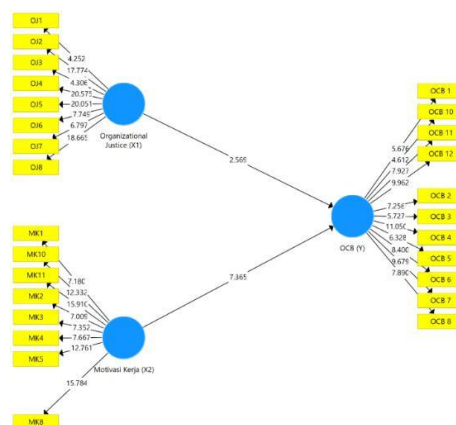 OJ1
OJ2
OJ3
OJ4
OJ5
OJ6
OJ7
OJ8
4.252
17.774
4.306
20.575
20.051
7.749
6.797
18.665
Organizational
Justice (X1)
2.569
MK1
MK10
MK11
MK2
MK3
MK4
MK5
MK8
7.180
12.332
15.910
7.009
7.352
7.667
12.761
15.784
Motivasi Kerja (X2)
7.365
OCB (Y)
5.676
4.612
7.927
9.962
7.256
5.727
11.050
6.328
8.400
9.679
7.890
OCB 1
OCB 10
OCB 11
OCB 12
OCB 2
OCB 3
OCB 4
OCB 5
OCB 6
OCB 7
OCB 8